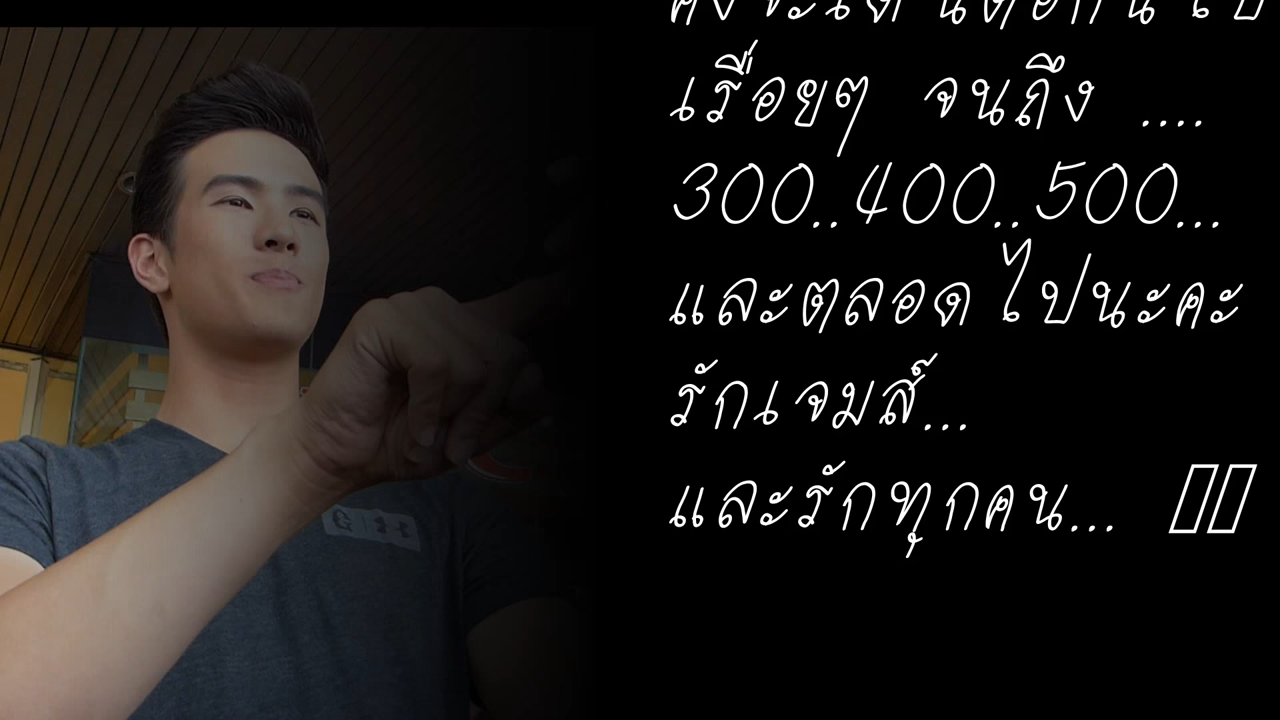 เรื่อยๆ จนถึง ....
300..400..500...
และตลอดไปนะคะ
รักเจมส์...
และรักทุกคน...